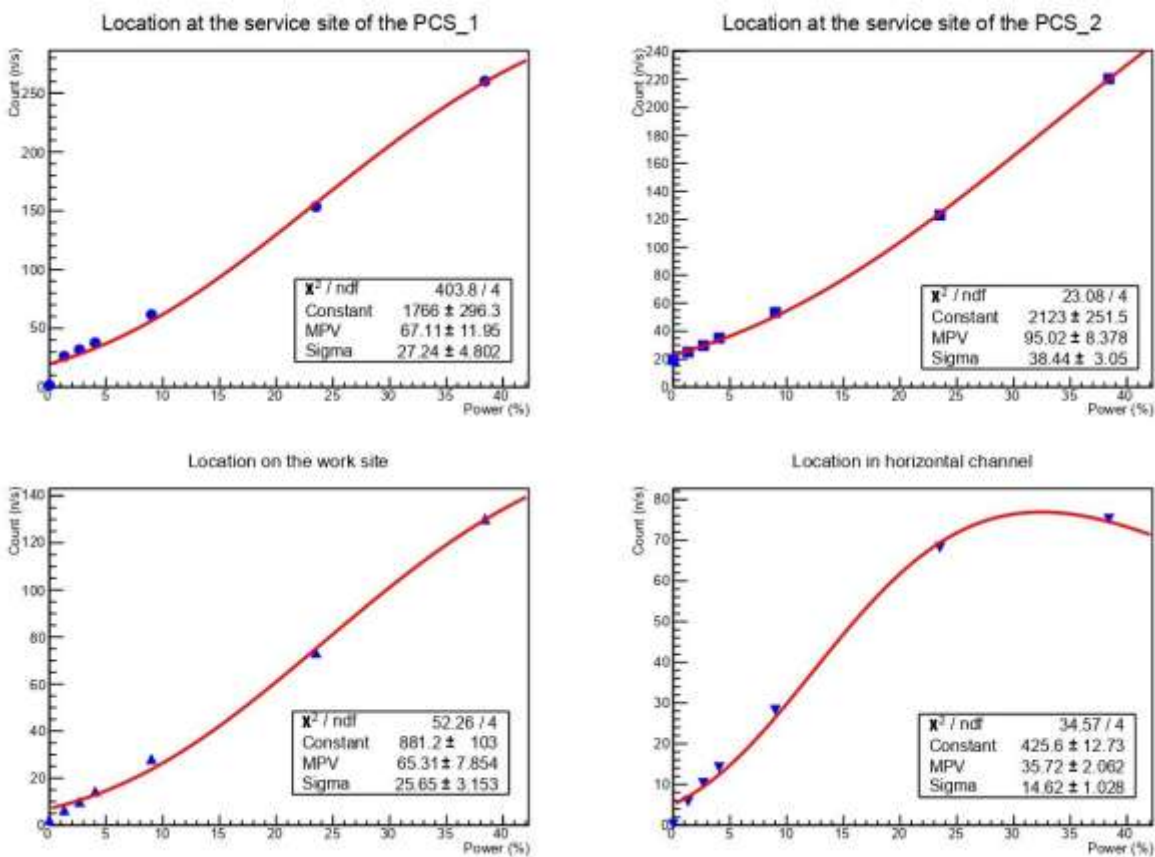 Location at the service site of the PCS_1
Count (n/s)
250
200
150
100
50
0
χ² / ndf 403.8 / 4
Constant 1766 ± 296.3
MPV 67.11 ± 11.95
Sigma 27.24 ± 4.802
0 5 10 15 20 25 30 35 40
Power (%)
Location at the service site of the PCS_2
Count (n/s)
240
220
200
180
160
140
120
100
80
60
40
20
0
χ² / ndf 23.08 / 4
Constant 2123 ± 251.5
MPV 95.02 ± 8.378
Sigma 38.44 ± 3.05
0 5 10 15 20 25 30 35 40
Power (%)
Location on the work site
Count (n/s)
140
120
100
80
60
40
20
0
χ² / ndf 52.26 / 4
Constant 881.2 ± 103
MPV 65.31 ± 7.854
Sigma 25.65 ± 3.153
0 5 10 15 20 25 30 35 40
Power (%)
Location in horizontal channel
Count (n/s)
80
70
60
50
40
30
20
10
0
χ² / ndf 34.57 / 4
Constant 425.6 ± 12.73
MPV 35.72 ± 2.062
Sigma 14.62 ± 1.028
0 5 10 15 20 25 30 35 40
Power (%)